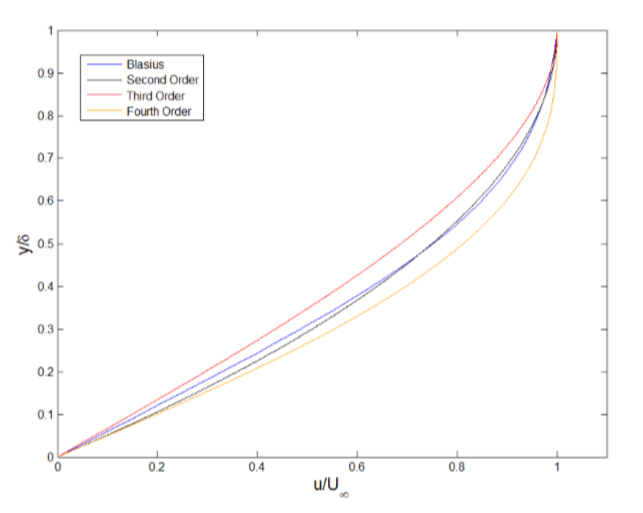 1
0.9
0.8
0.7
0.6
0.5
0.4
0.3
0.2
0.1
0
y/δ
Blasius
Second Order
Third Order
Fourth Order
0 0.2 0.4 0.6 0.8 1
u/U∞